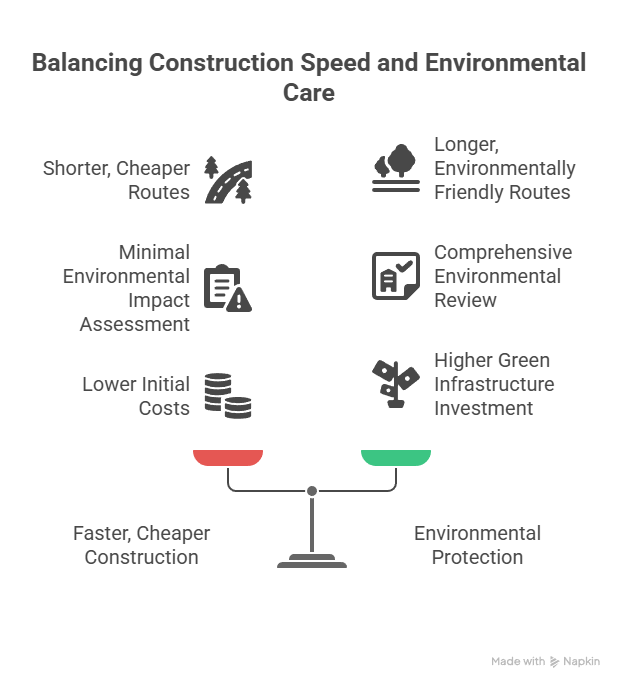 Balancing Construction Speed and Environmental
Care
Shorter, Cheaper
Routes
Longer,
Environmentally
Friendly Routes
Minimal
Environmental
Impact
Assessment
Comprehensive
Environmental
Review
Lower Initial
Costs
Higher Green
Infrastructure
Investment
Faster, Cheaper
Construction
Environmental
Protection
Made with Napkin